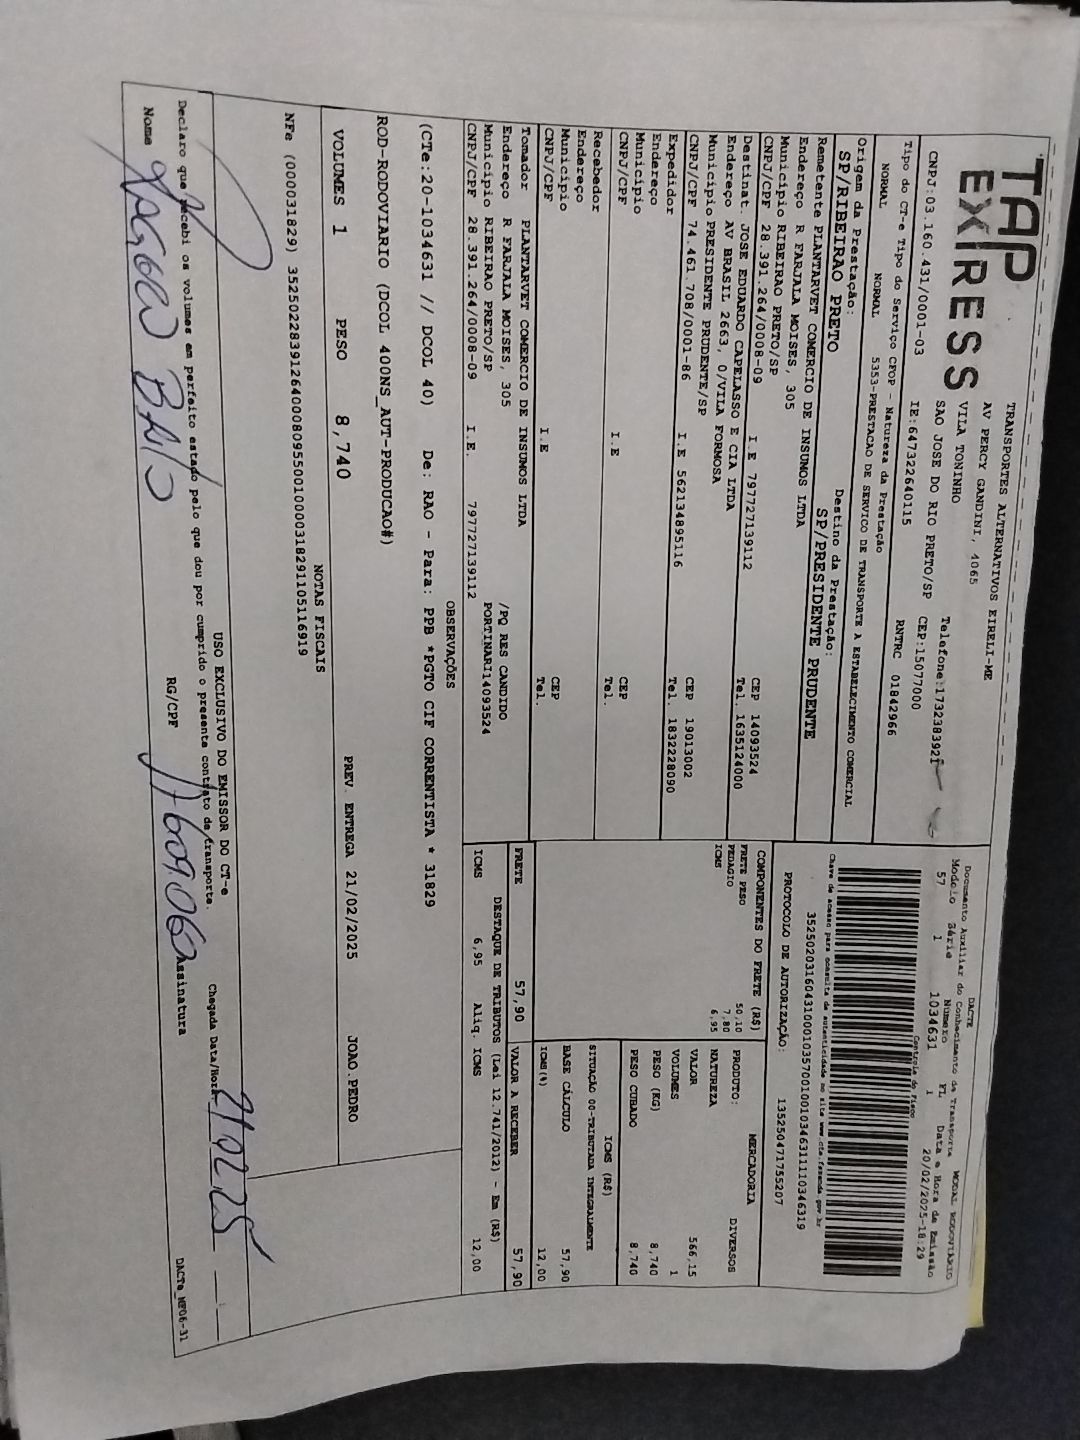 TAP
EXPRESS
TRANSPORTES ALTERNATIVOS EIRELI-ME
AV PERCY GANDINI, 4065
VILA TONINHO
SAO JOSE DO RIO PRETO/SP Telefone:1732383921
CNPJ:03.160.431/0001-03 IE:647322640115 CEP:15077000
DACTE
Documento Auxiliar do Conhecimento de Transporte MODAL RODOVIÁRIO
Modelo Série Número FL Data e Hora de Emissão
57 1 1034631 1 20/02/2025-18:29
Controle do Fisco
Tipo do CT-e Tipo do Serviço CFOP - Natureza da Prestação RNTRC 01842966
NORMAL NORMAL 5353-PRESTACAO DE SERVICO DE TRANSPORTE A ESTABELECIMENTO COMERCIAL
Origem da Prestação: Destino da Prestação:
SP/RIBEIRAO PRETO SP/PRESIDENTE PRUDENTE
Chave de acesso para consulta de autenticidade no site www.cte.fazenda.gov.br
PROTOCOLO DE AUTORIZAÇÃO: 135250471755207
Remetente PLANTARVET COMERCIO DE INSUMOS LTDA
Endereço R FARJALA MOISES, 305
Município RIBEIRAO PRETO/SP CEP 14093524
CNPJ/CPF 28.391.264/0008-09 I.E 797727139112 Tel. 1635124000
Destinat. JOSE EDUARDO CAPELASSO E CIA LTDA
Endereço AV BRASIL 2663, 0/VILA FORMOSA
Município PRESIDENTE PRUDENTE/SP CEP 19013002
CNPJ/CPF 74.461.708/0001-86 I.E 562134895116 Tel. 1832228090
Expedidor
Endereço
Município CEP
CNPJ/CPF I.E Tel.
Recebedor
Endereço
Município CEP
CNPJ/CPF I.E Tel.
Tomador PLANTARVET COMERCIO DE INSUMOS LTDA
Endereço R FARJALA MOISES, 305 /PQ RES CANDIDO
Município RIBEIRAO PRETO/SP PORTINARI14093524
CNPJ/CPF 28.391.264/0008-09 I.E. 797727139112
COMPONENTES DO FRETE (R$)
FRETE PESO 50,10
PEDAGIO 7,80
ICMS 6,95
MERCADORIA
PRODUTO: DIVERSOS
NATUREZA
VALOR 566,15
VOLUMES 1
PESO (KG) 8,740
PESO CUBADO 8,740
ICMS (R$)
SITUAÇÃO 00-TRIBUTADA INTEGRALMENTE
BASE CÁLCULO 57,90
ICMS(%) 12,00
FRETE 57,90 VALOR A RECEBER 57,90
DESTAQUE DE TRIBUTOS (Lei 12.741/2012) - Em (R$)
ICMS 6,95 Aliq. ICMS 12,00
OBSERVAÇÕES
(CTe:20-1034631 // DCOL 40) De: RAO - Para: PPB *PGTO CIF CORRENTISTA * 31829
ROD-RODOVIARIO (DCOL 400NS_AUT-PRODUCAO#)
VOLUMES 1 PESO 8,740 PREV. ENTREGA 21/02/2025 JOAO.PEDRO
NOTAS FISCAIS
NFe (000031829) 35250228391264000809550010000318291105116919
USO EXCLUSIVO DO EMISSOR DO CT-e
Declaro que recebi os volumes em perfeito estado pelo que dou por cumprido o presente contrato de transporte. Chegada Data/Hora 21/02/25
Nome RG/CPF Assinatura
DACTe_MF06-31